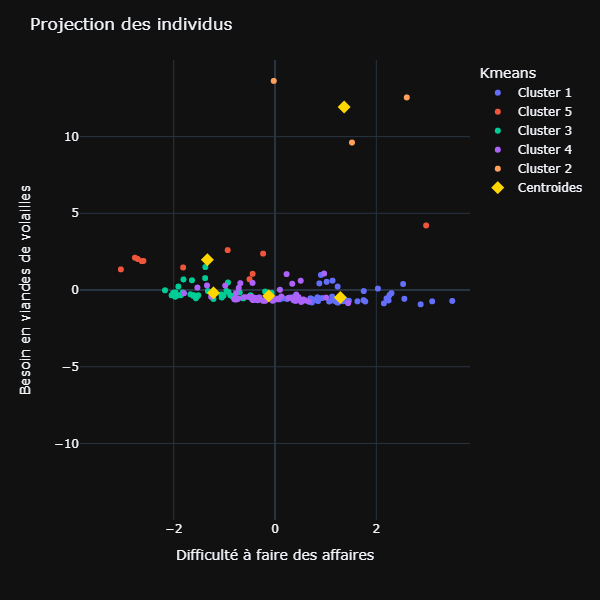 Projection des individus
Kmeans
Cluster 1
Cluster 5
Cluster 3
Cluster 4
Cluster 2
Centroides
Besoin en viandes de volailles
10
5
0
−5
−10
−2
0
2
Difficulté à faire des affaires